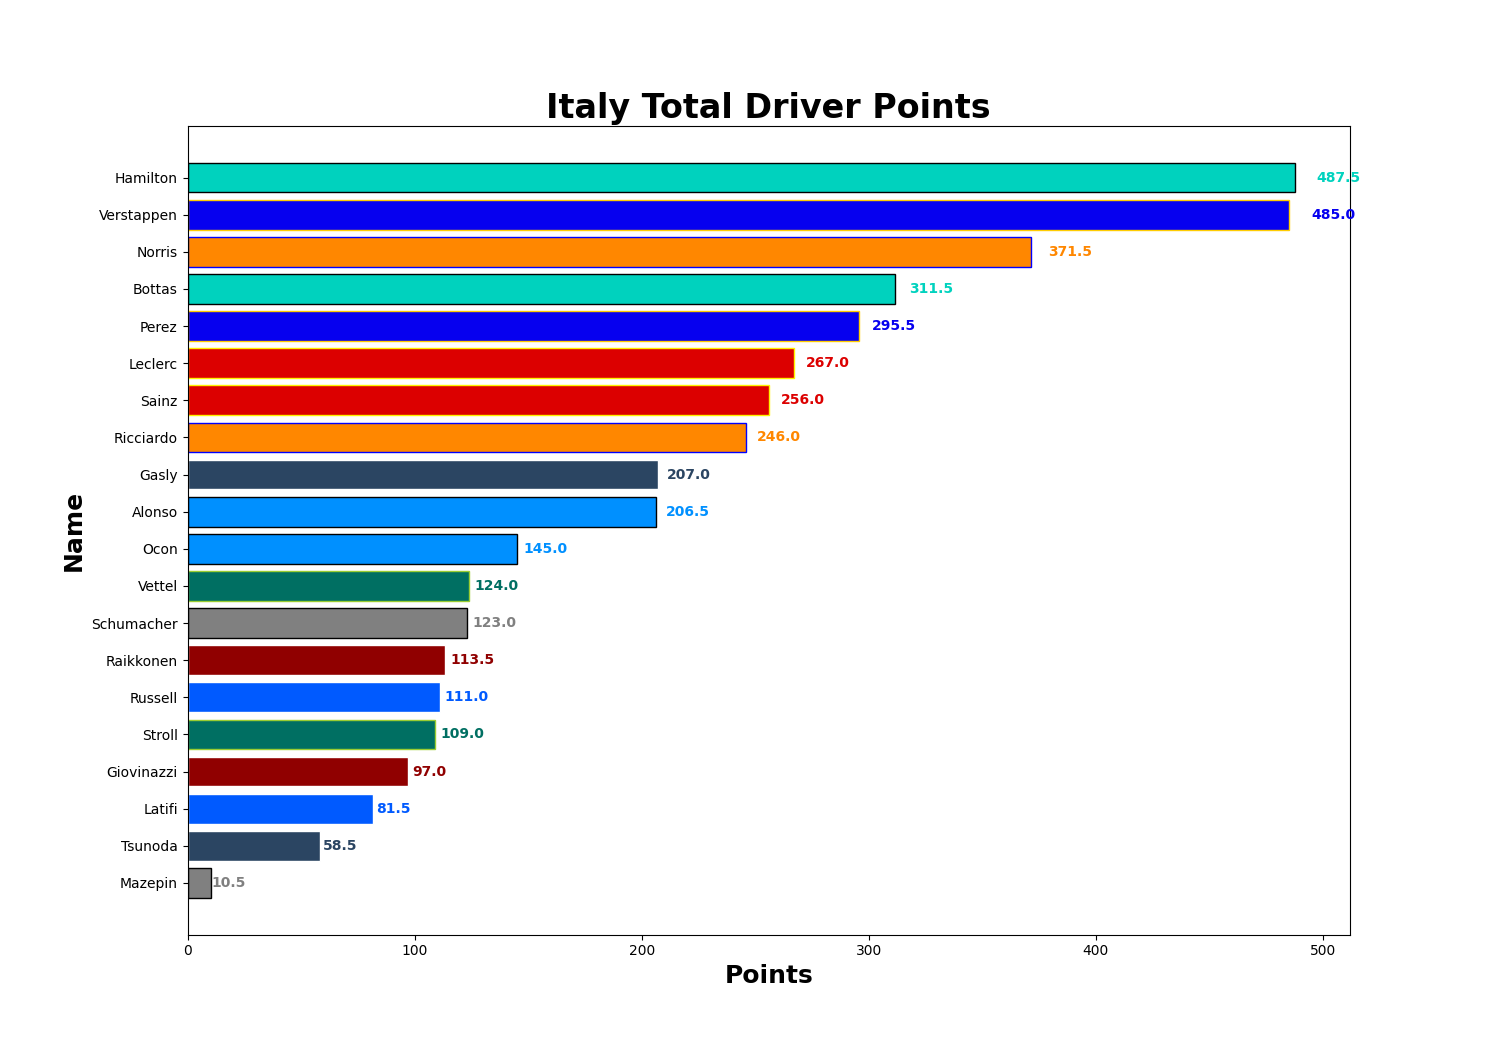 Italy Total Driver Points
Hamilton 487.5
Verstappen 485.0
Norris 371.5
Bottas 311.5
Perez 295.5
Leclerc 267.0
Sainz 256.0
Ricciardo 246.0
Gasly 207.0
Alonso 206.5
Ocon 145.0
Vettel 124.0
Schumacher 123.0
Raikkonen 113.5
Russell 111.0
Stroll 109.0
Giovinazzi 97.0
Latifi 81.5
Tsunoda 58.5
Mazepin 10.5
Name
0 100 200 300 400 500
Points